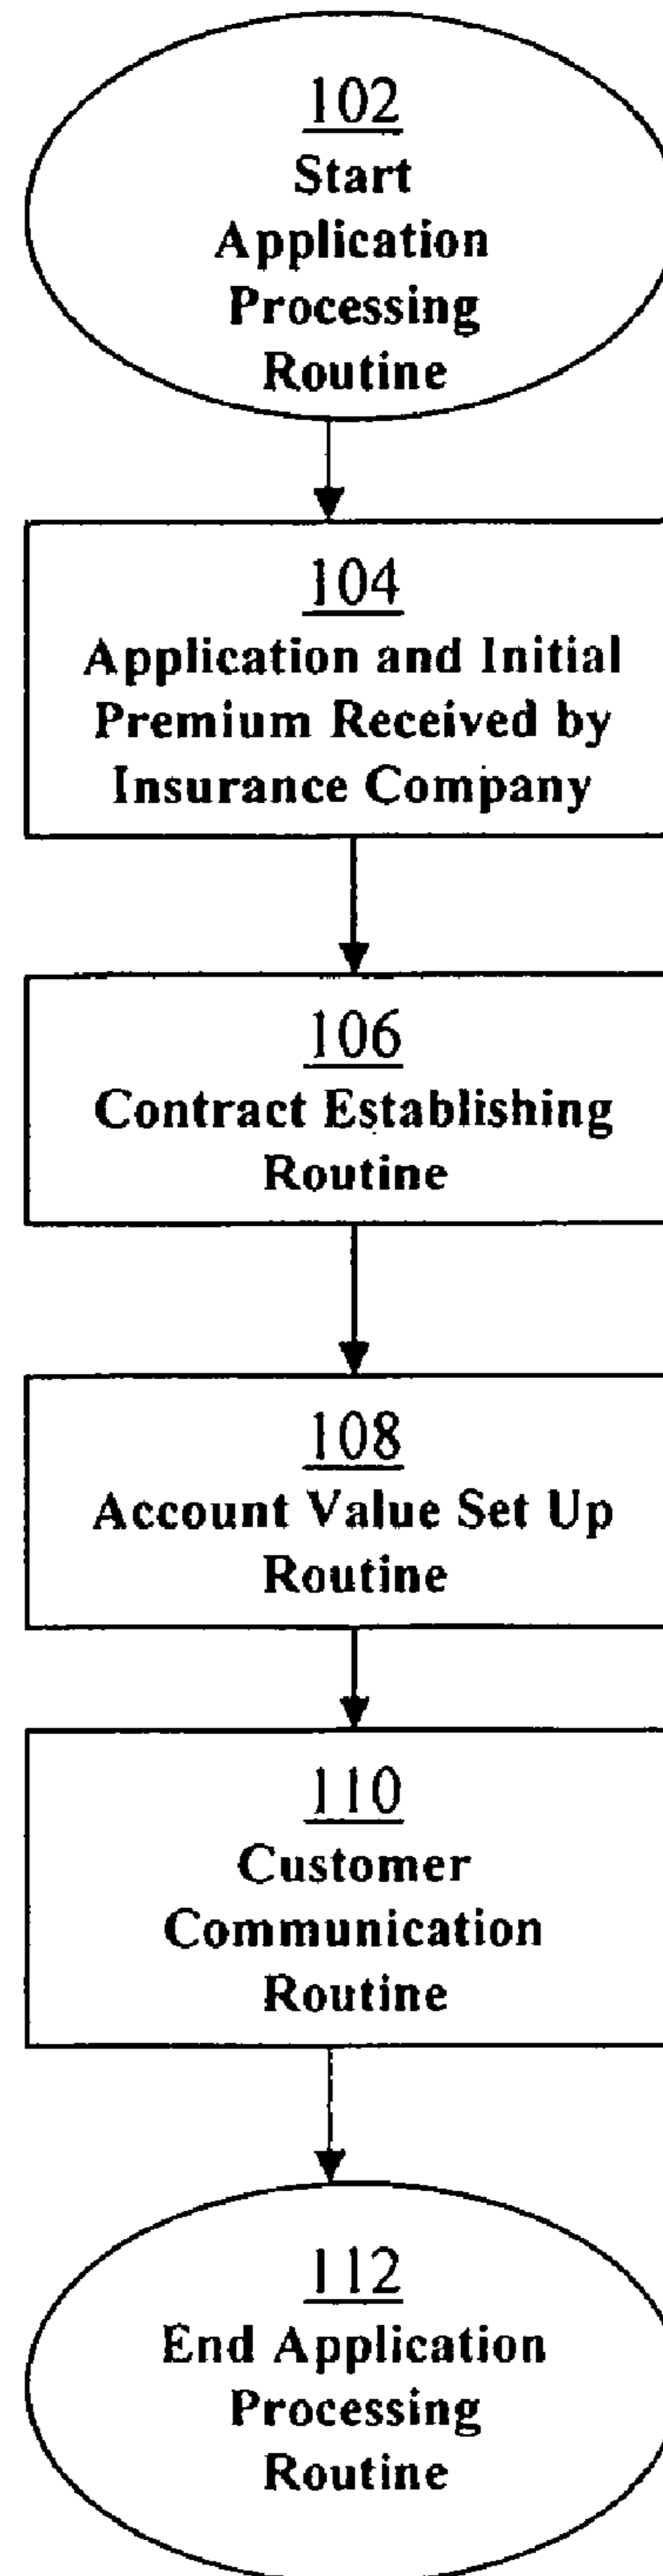 102
Start
Application
Processing
Routine
104
Application and Initial
Premium Received by
Insurance Company
106
Contract Establishing
Routine
108
Account Value Set Up
Routine
110
Customer
Communication
Routine
112
End Application
Processing
Routine